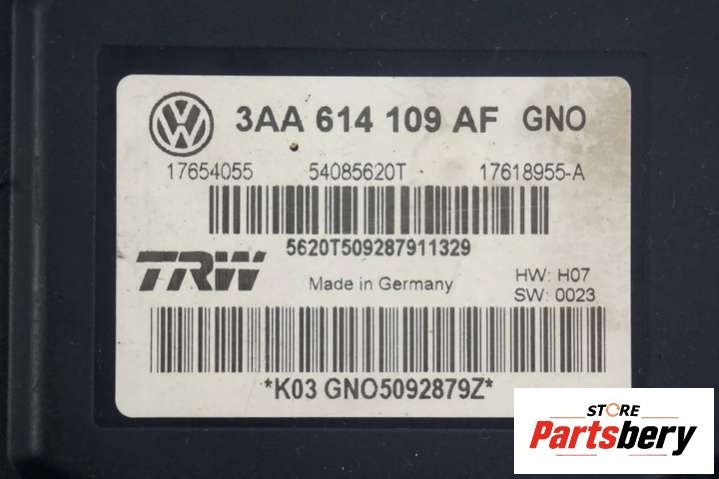 3AA 614 109 AF GNO
17654055 54085620T 17618955-A
5620T509287911329
TRW
Made in Germany
HW: H07
SW: 0023
*K03 GNO5092879Z*
STORE
Partsbery